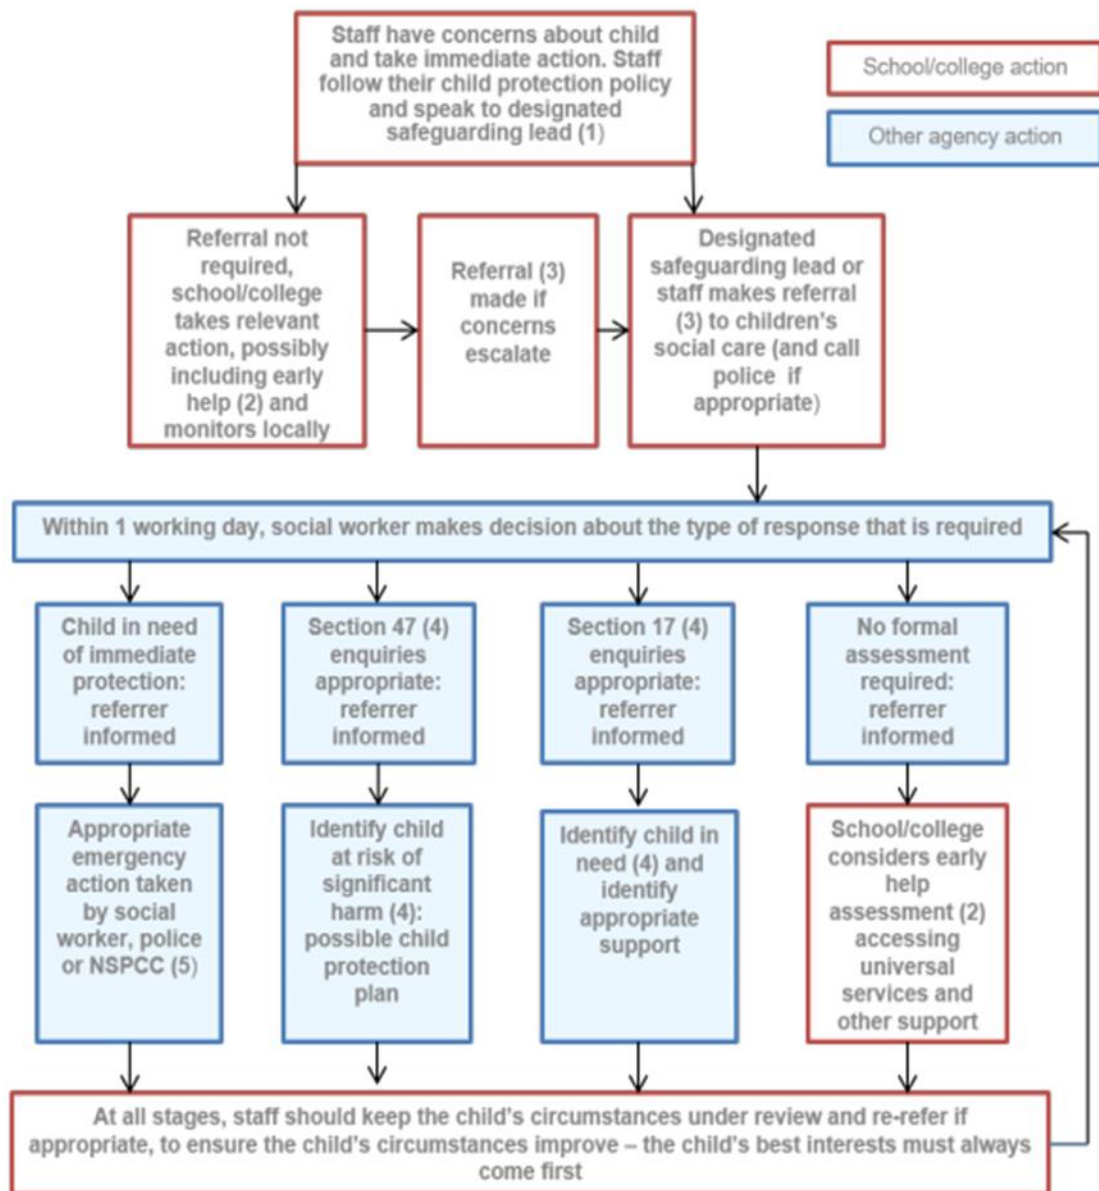 Staff have concerns about child
and take immediate action. Staff
follow their child protection policy
and speak to designated
safeguarding lead (1)
School/college action
Other agency action
Referral not
required,
school/college
takes relevant
action, possibly
including early
help (2) and
monitors locally
Referral (3)
made if
concerns
escalate
Designated
safeguarding lead or
staff makes referral
(3) to children's
social care (and call
police if
appropriate)
Within 1 working day, social worker makes decision about the type of response that is required
Child in need
of immediate
protection:
referrer
informed
Section 47 (4)
enquiries
appropriate:
referrer
informed
Section 17 (4)
enquiries
appropriate:
referrer
informed
No formal
assessment
required:
referrer
informed
Appropriate
emergency
action taken
by social
worker, police
or NSPCC (5)
Identify child
at risk of
significant
harm (4):
possible child
protection
plan
Identify child in
need (4) and
identify
appropriate
support
School/college
considers early
help
assessment (2)
accessing
universal
services and
other support
At all stages, staff should keep the child's circumstances under review and re-refer if
appropriate, to ensure the child's circumstances improve – the child's best interests must always
come first